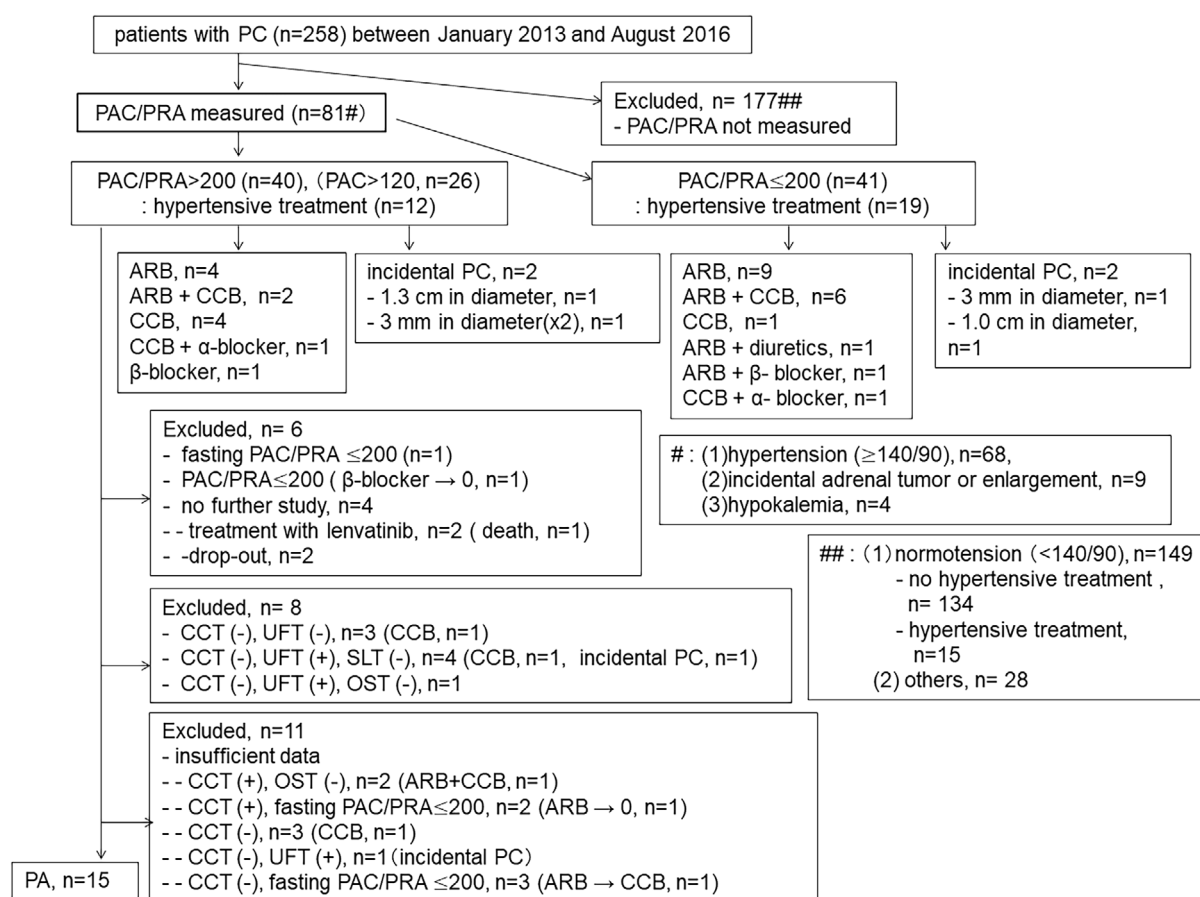 patients with PC (n=258) between January 2013 and August 2016
PAC/PRA measured (n=81#)
Excluded, n= 177##
- PAC/PRA not measured
PAC/PRA>200 (n=40), (PAC>120, n=26)
: hypertensive treatment (n=12)
PAC/PRA≤200 (n=41)
: hypertensive treatment (n=19)
ARB, n=4
ARB + CCB, n=2
CCB, n=4
CCB + α-blocker, n=1
β-blocker, n=1
incidental PC, n=2
- 1.3 cm in diameter, n=1
- 3 mm in diameter(x2), n=1
ARB, n=9
ARB + CCB, n=6
CCB, n=1
ARB + diuretics, n=1
ARB + β- blocker, n=1
CCB + α- blocker, n=1
incidental PC, n=2
- 3 mm in diameter, n=1
- 1.0 cm in diameter,
n=1
Excluded, n= 6
- fasting PAC/PRA ≤200 (n=1)
- PAC/PRA≤200 ( β-blocker → 0, n=1)
- no further study, n=4
- - treatment with lenvatinib, n=2 ( death, n=1)
- -drop-out, n=2
# : (1)hypertension (≥140/90), n=68,
(2)incidental adrenal tumor or enlargement, n=9
(3)hypokalemia, n=4
## : (1) normotension (<140/90), n=149
- no hypertensive treatment ,
n= 134
- hypertensive treatment,
n=15
(2) others, n= 28
Excluded, n= 8
- CCT (-), UFT (-), n=3 (CCB, n=1)
- CCT (-), UFT (+), SLT (-), n=4 (CCB, n=1, incidental PC, n=1)
- CCT (-), UFT (+), OST (-), n=1
Excluded, n=11
- insufficient data
- - CCT (+), OST (-), n=2 (ARB+CCB, n=1)
- - CCT (+), fasting PAC/PRA≤200, n=2 (ARB → 0, n=1)
- - CCT (-), n=3 (CCB, n=1)
- - CCT (-), UFT (+), n=1(incidental PC)
- - CCT (-), fasting PAC/PRA ≤200, n=3 (ARB → CCB, n=1)
PA, n=15